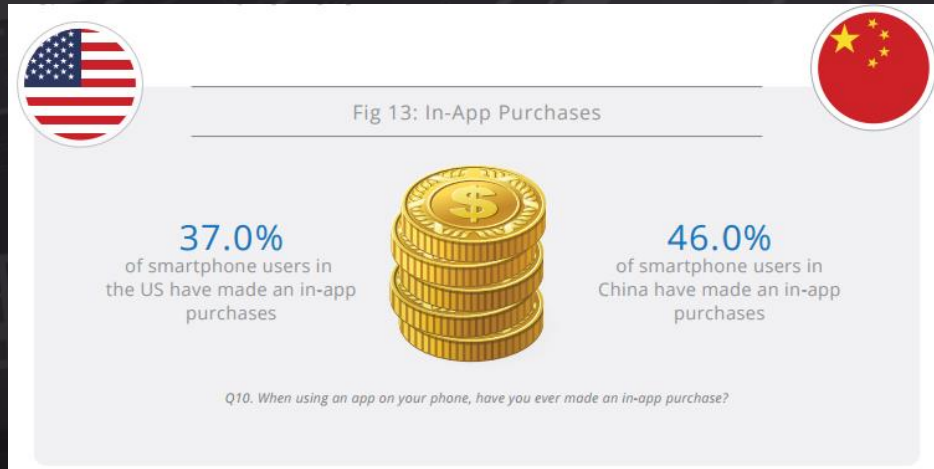 Fig 13: In-App Purchases
37.0%
of smartphone users in
the US have made an in-app
purchases
$
46.0%
of smartphone users in
China have made an in-app
purchases
Q10. When using an app on your phone, have you ever made an in-app purchase?